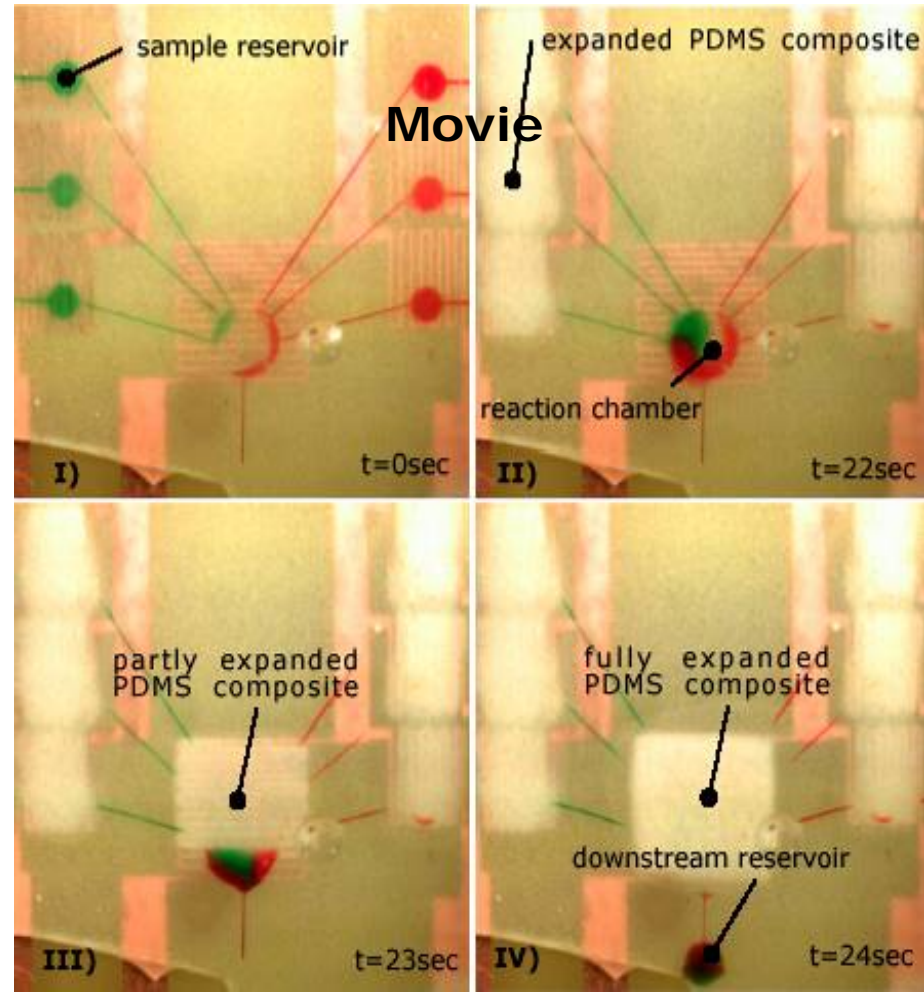 sample reservoir
Movie
I)
t=0sec
expanded PDMS composite
reaction chamber
II)
t=22sec
partly expanded
PDMS composite
III)
t=23sec
fully expanded
PDMS composite
downstream reservoir
IV)
t=24sec